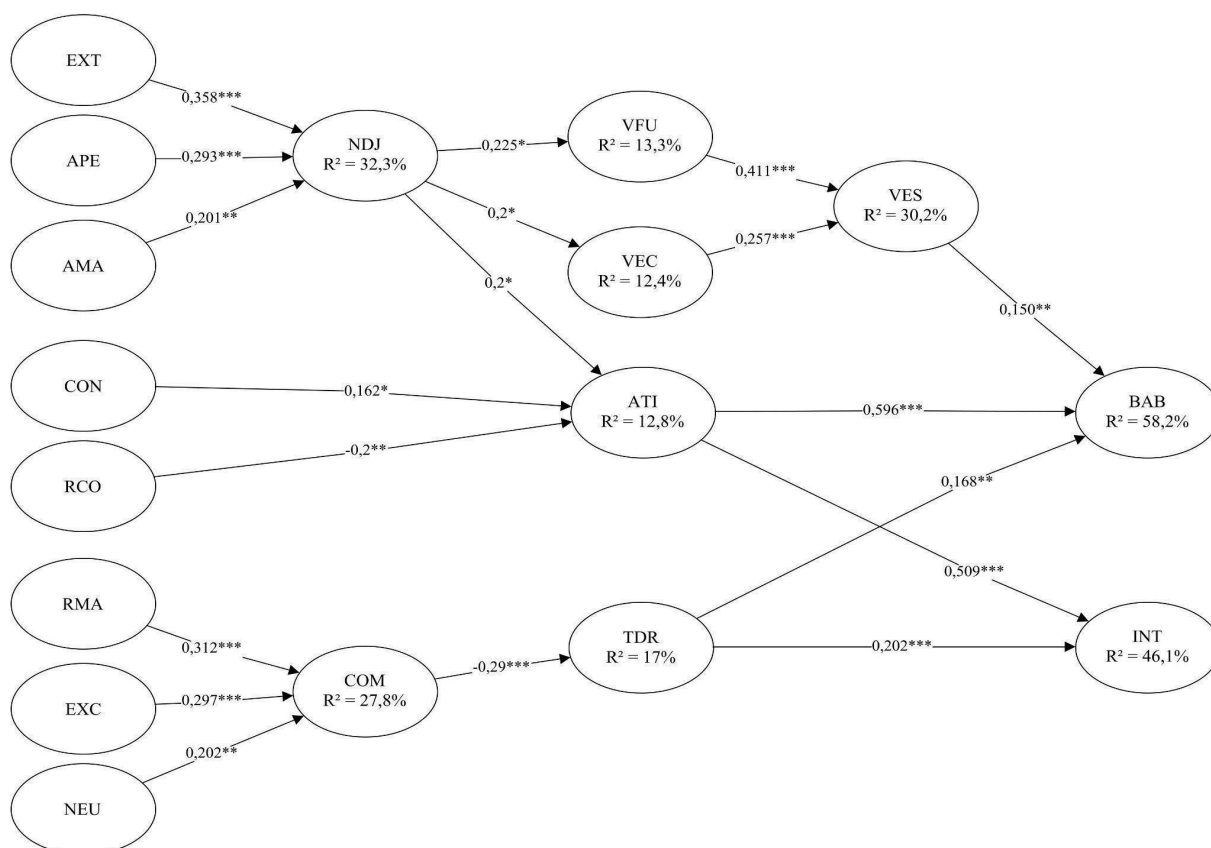 EXT
0,358***
APE
0,293***
AMA
0,201**
NDJ
R² = 32,3%
0,225*
0,2*
0,2*
VFU
R² = 13,3%
0,411***
VEC
R² = 12,4%
0,257***
VES
R² = 30,2%
0,150**
CON
0,162*
RCO
-0,2**
ATI
R² = 12,8%
0,596***
0,509***
BAB
R² = 58,2%
0,168**
RMA
0,312***
EXC
0,297***
NEU
0,202**
COM
R² = 27,8%
-0,29***
TDR
R² = 17%
0,202***
INT
R² = 46,1%